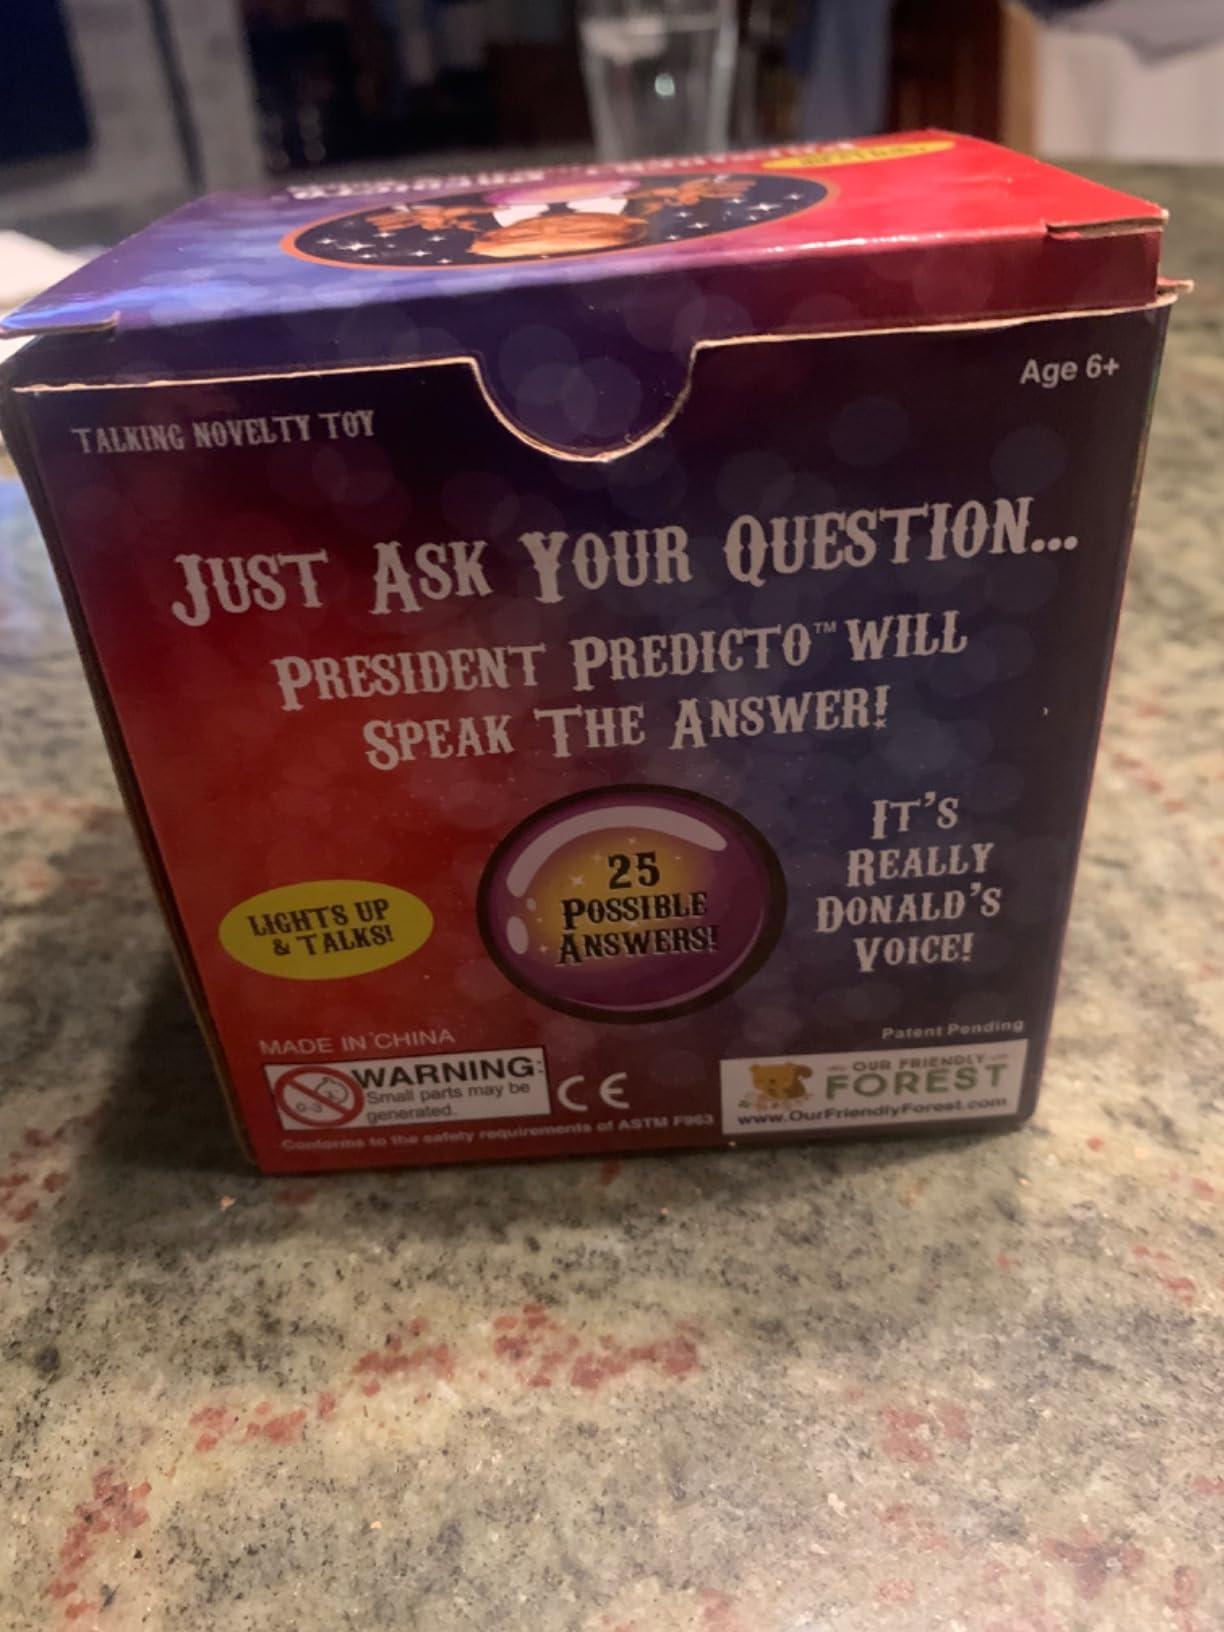 Age 6+
TALKING NOVELTY TOY
JUST ASK YOUR QUESTION...
PRESIDENT PREDICTO™ WILL
SPEAK THE ANSWER!
IT'S
REALLY
DONALD'S
VOICE!
25
POSSIBLE
ANSWERS!
LIGHTS UP
& TALKS!
Patent Pending
MADE IN CHINA
0-3
WARNING:
Small parts may be
generated.
CE
OUR FRIENDLY
FOREST
www.OurFriendlyForest.com
Conforms to the safety requirements of ASTM F963